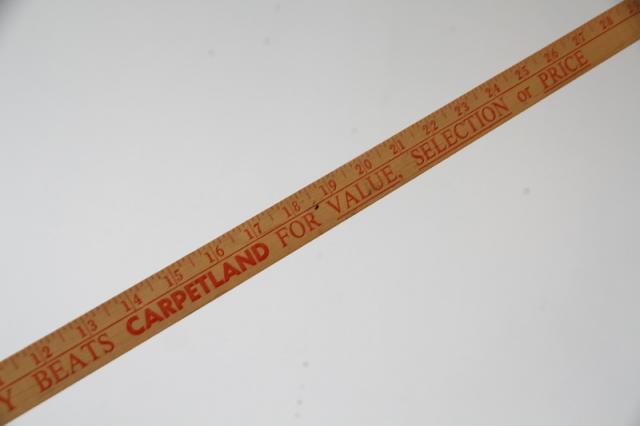 12 13 14 15 16 17 18 19 20 21 22 23 24 25 26 27 28
Y BEATS CARPETLAND FOR VALUE, SELECTION or PRICE